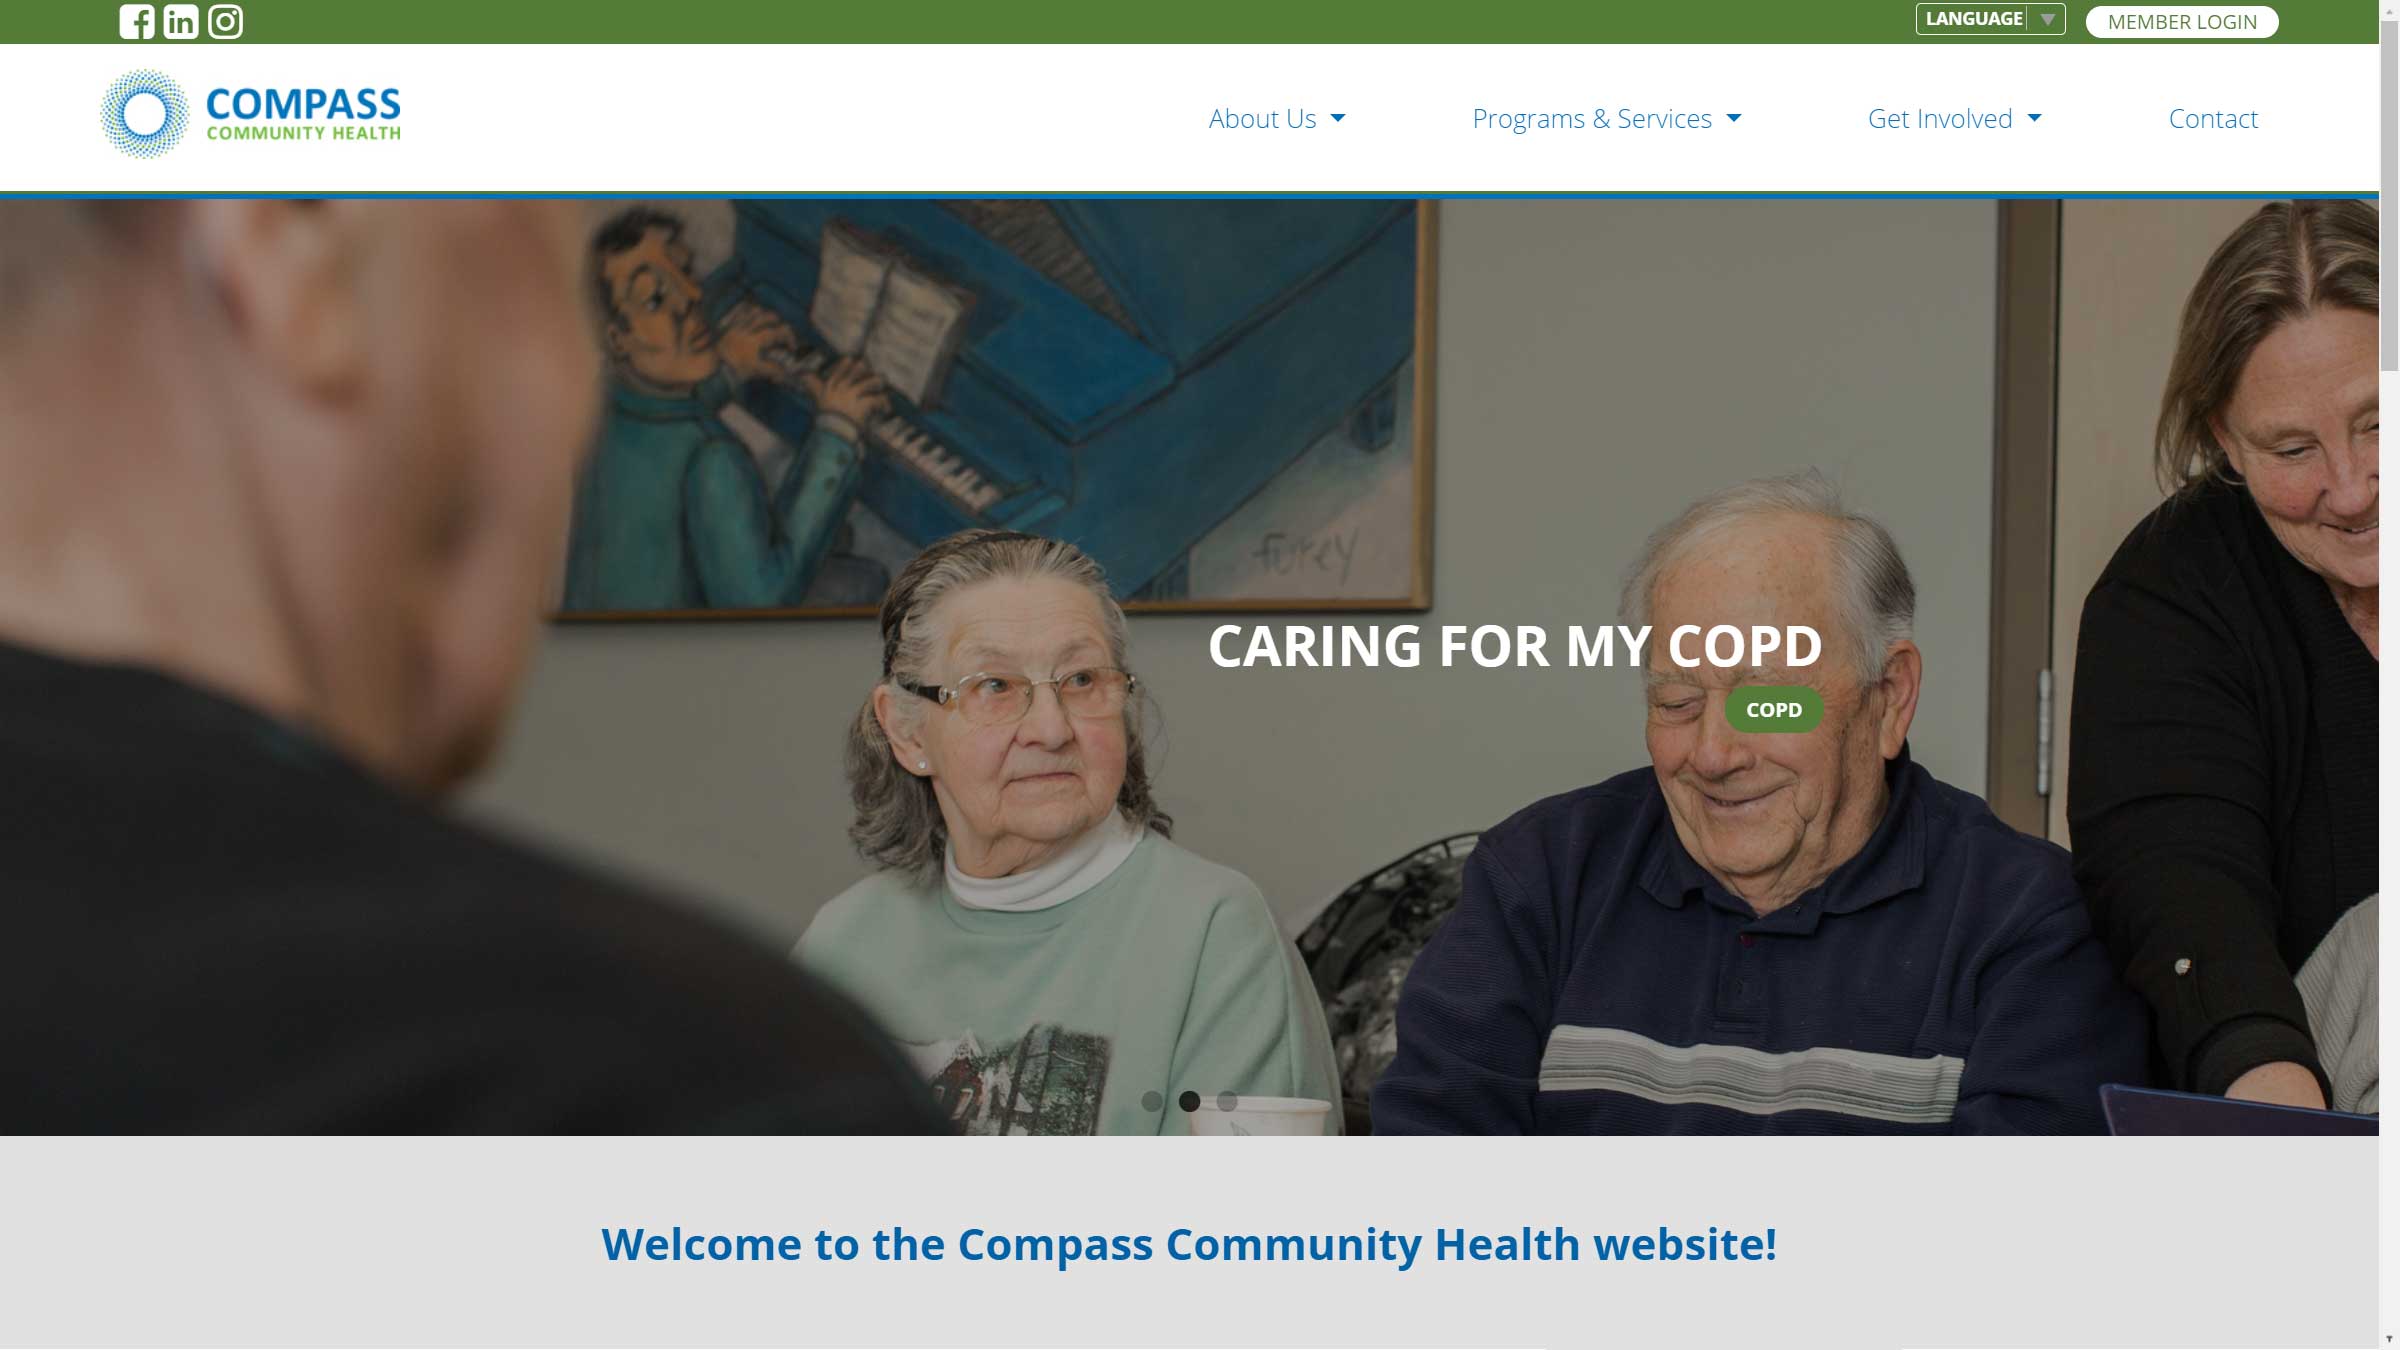 LANGUAGE
MEMBER LOGIN
COMPASS
COMMUNITY HEALTH
About Us
Programs & Services
Get Involved
Contact
furey
CARING FOR MY COPD
COPD
Welcome to the Compass Community Health website!